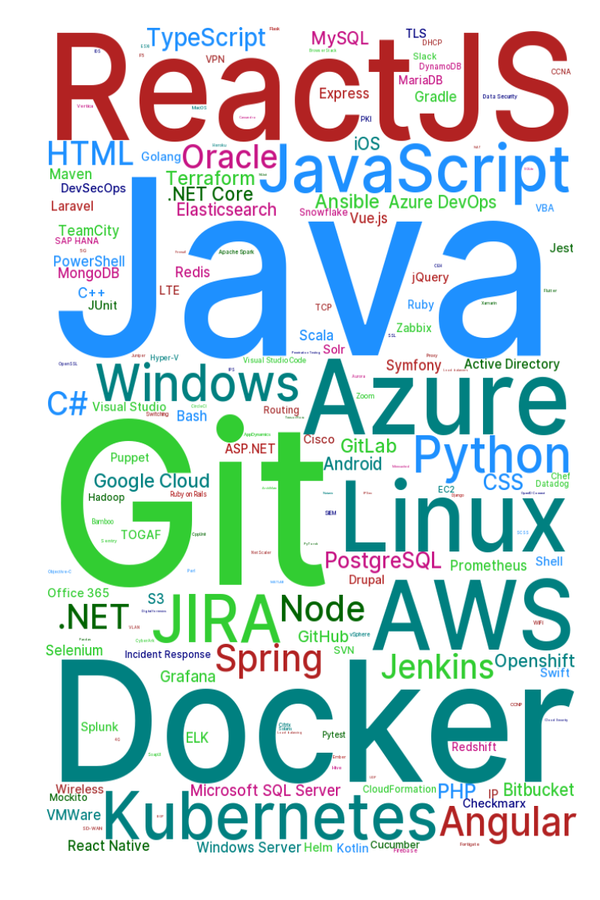 TypeScript
MySQL
TLS
DHCP
ReactJS
VPN
Slack
DynamoDB
MariaDB
CCNA
Express
Gradle
Data Security
PKI
iOS
HTML
Golang
Oracle
JavaScript
Maven
Terraform
DevSecOps
.NET Core
Ansible
Azure DevOps
Laravel
Elasticsearch
Snowflake
Vue.js
VBA
Java
TeamCity
SAP HANA
5G
Apache Spark
Jest
PowerShell
MongoDB
Redis
jQuery
C++
LTE
JUnit
TCP
Ruby
Scala
Zabbix
Solr
Hyper-V
Visual Studio Code
Symfony
Active Directory
Windows
Azure
Zoom
C#
Visual Studio
Switching
Bash
Routing
Git
AppDynamics
Cisco
ASP.NET
GitLab
Python
Puppet
Android
Google Cloud
CSS
Chef
Datadog
Hadoop
Ruby on Rails
EC2
Linux
SIEM
Bamboo
TOGAF
PostgreSQL
Prometheus
Shell
Drupal
Office 365
S3
AWS
.NET
JIRA
Node
VLAN
WiFi
GitHub
vSphere
Selenium
Incident Response
Spring
SVN
Jenkins
Openshift
Swift
Docker
Grafana
Splunk
ELK
Pytest
Redshift
Wireless
Microsoft SQL Server
CloudFormation
PHP
IP
Bitbucket
Mockito
Checkmarx
VMWare
Kubernetes
Angular
SD-WAN
React Native
Windows Server
Helm
Kotlin
Cucumber
Firebase